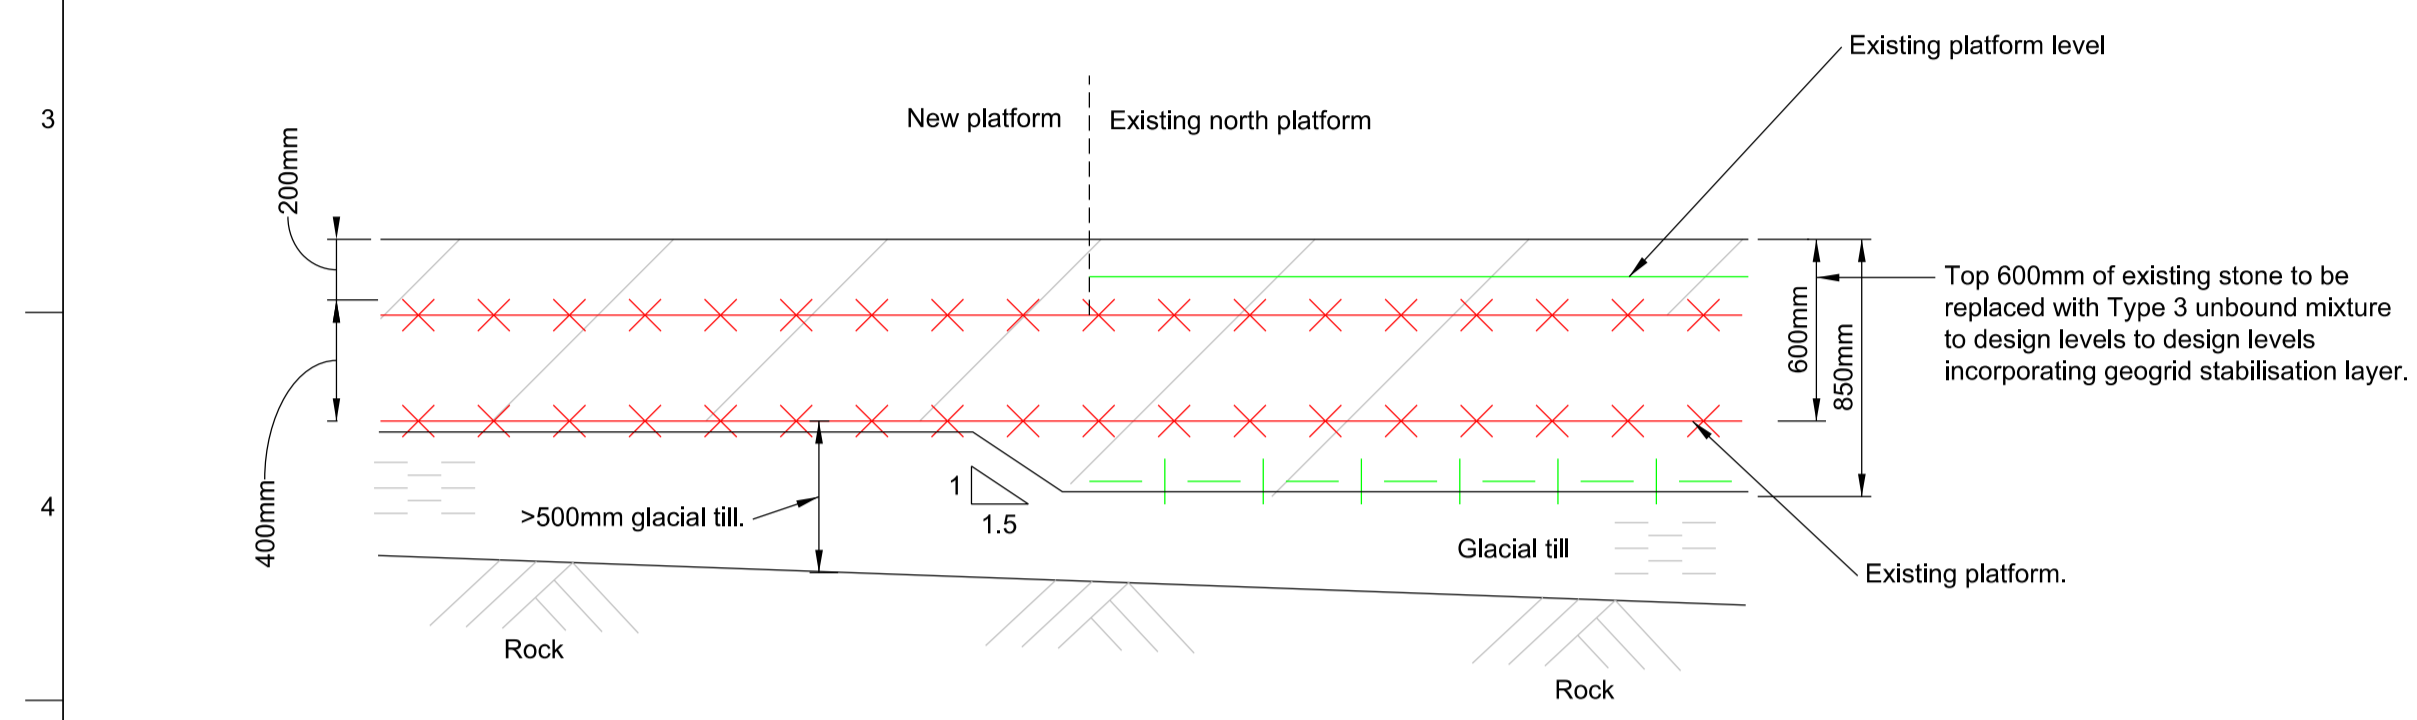 Existing platform level
3
New platform
Existing north platform
200mm
Top 600mm of existing stone to be
replaced with Type 3 unbound mixture
to design levels to design levels
incorporating geogrid stabilisation layer.
600mm
850mm
400mm
4
>500mm glacial till.
1
1.5
Glacial till
Existing platform.
Rock
Rock